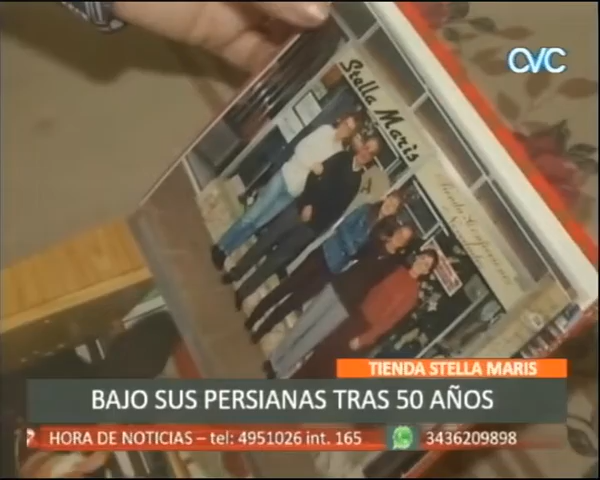 CVC
Stella Maris
TIENDA STELLA MARIS
BAJO SUS PERSIANAS TRAS 50 AÑOS
HORA DE NOTICIAS – tel: 4951026 int. 165
3436209898